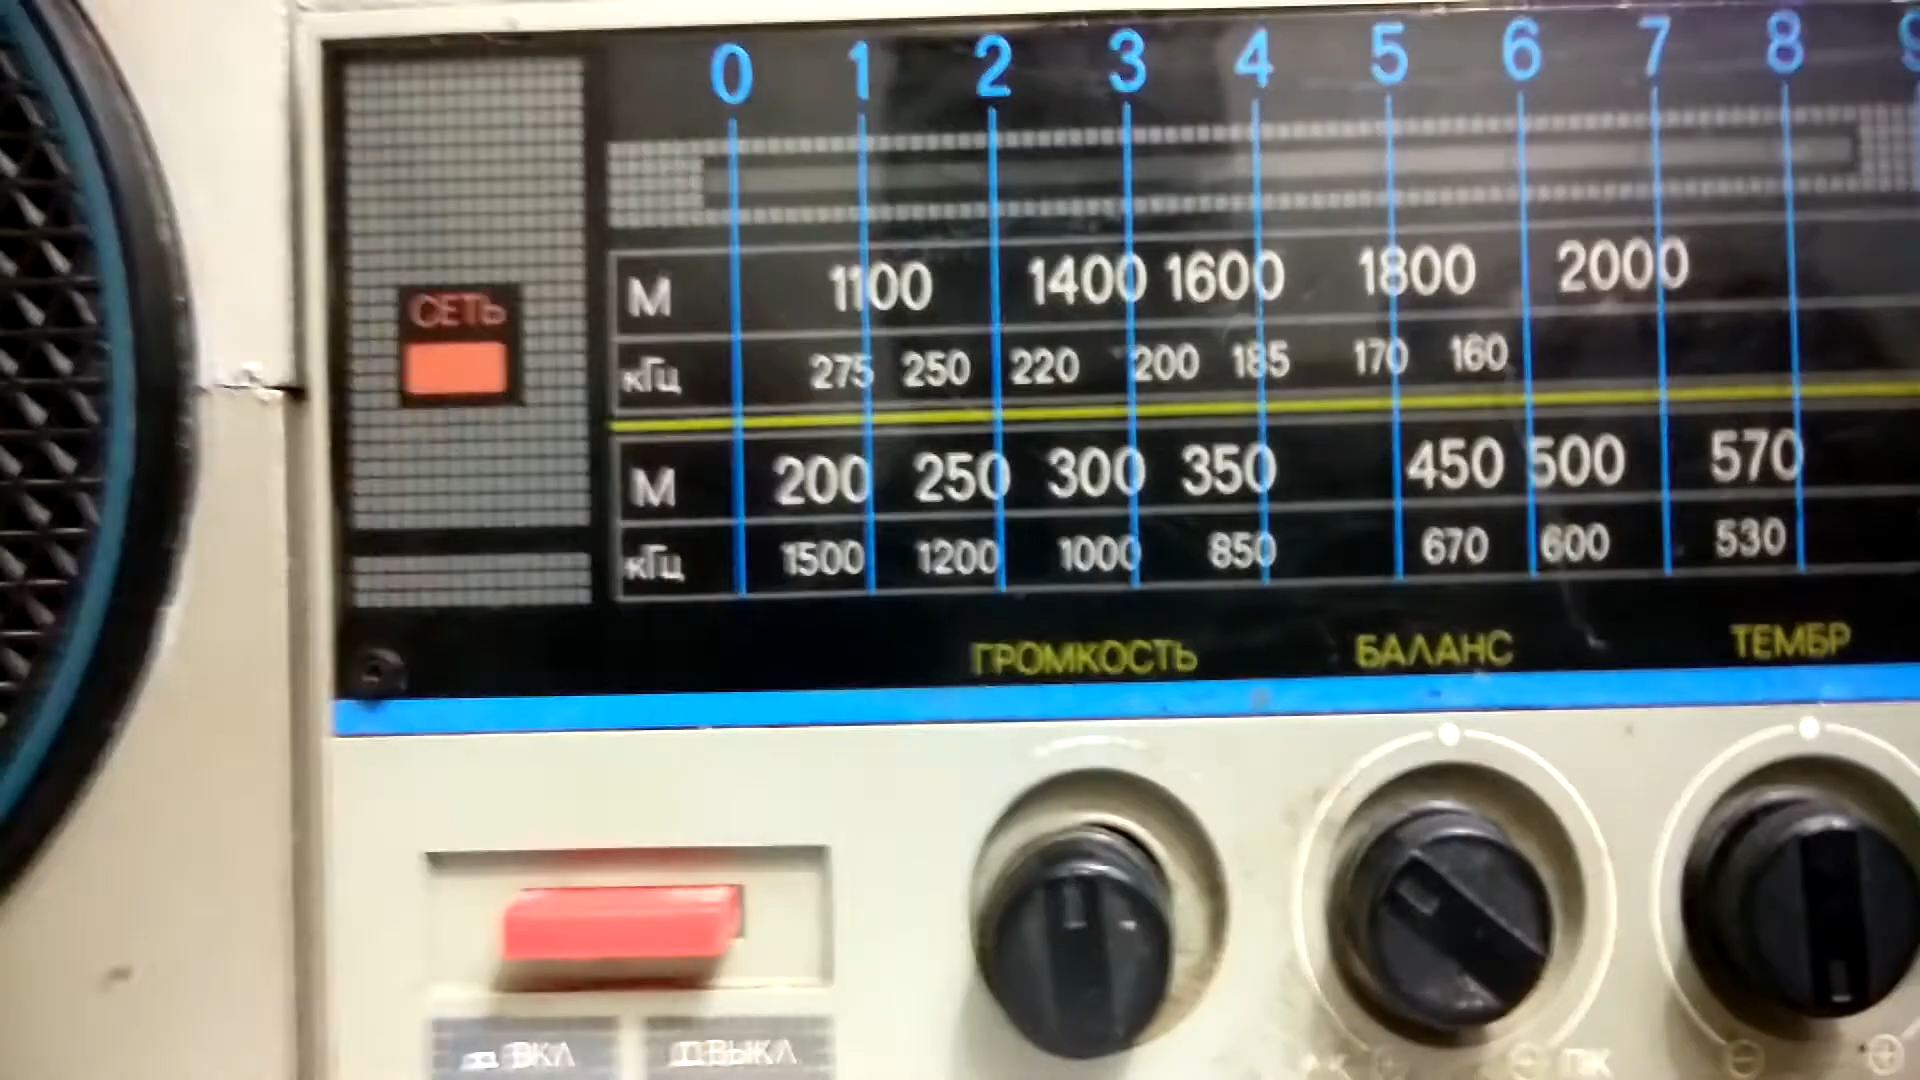 0 1 2 3 4 5 6 7 8 9
СЕТЬ
М 1100 1400 1600 1800 2000
кГц 275 250 220 200 185 170 160
М 200 250 300 350 450 500 570
кГц 1500 1200 1000 850 670 600 530
ГРОМКОСТЬ БАЛАНС ТЕМБР
ВКЛ ВЫКЛ ПК